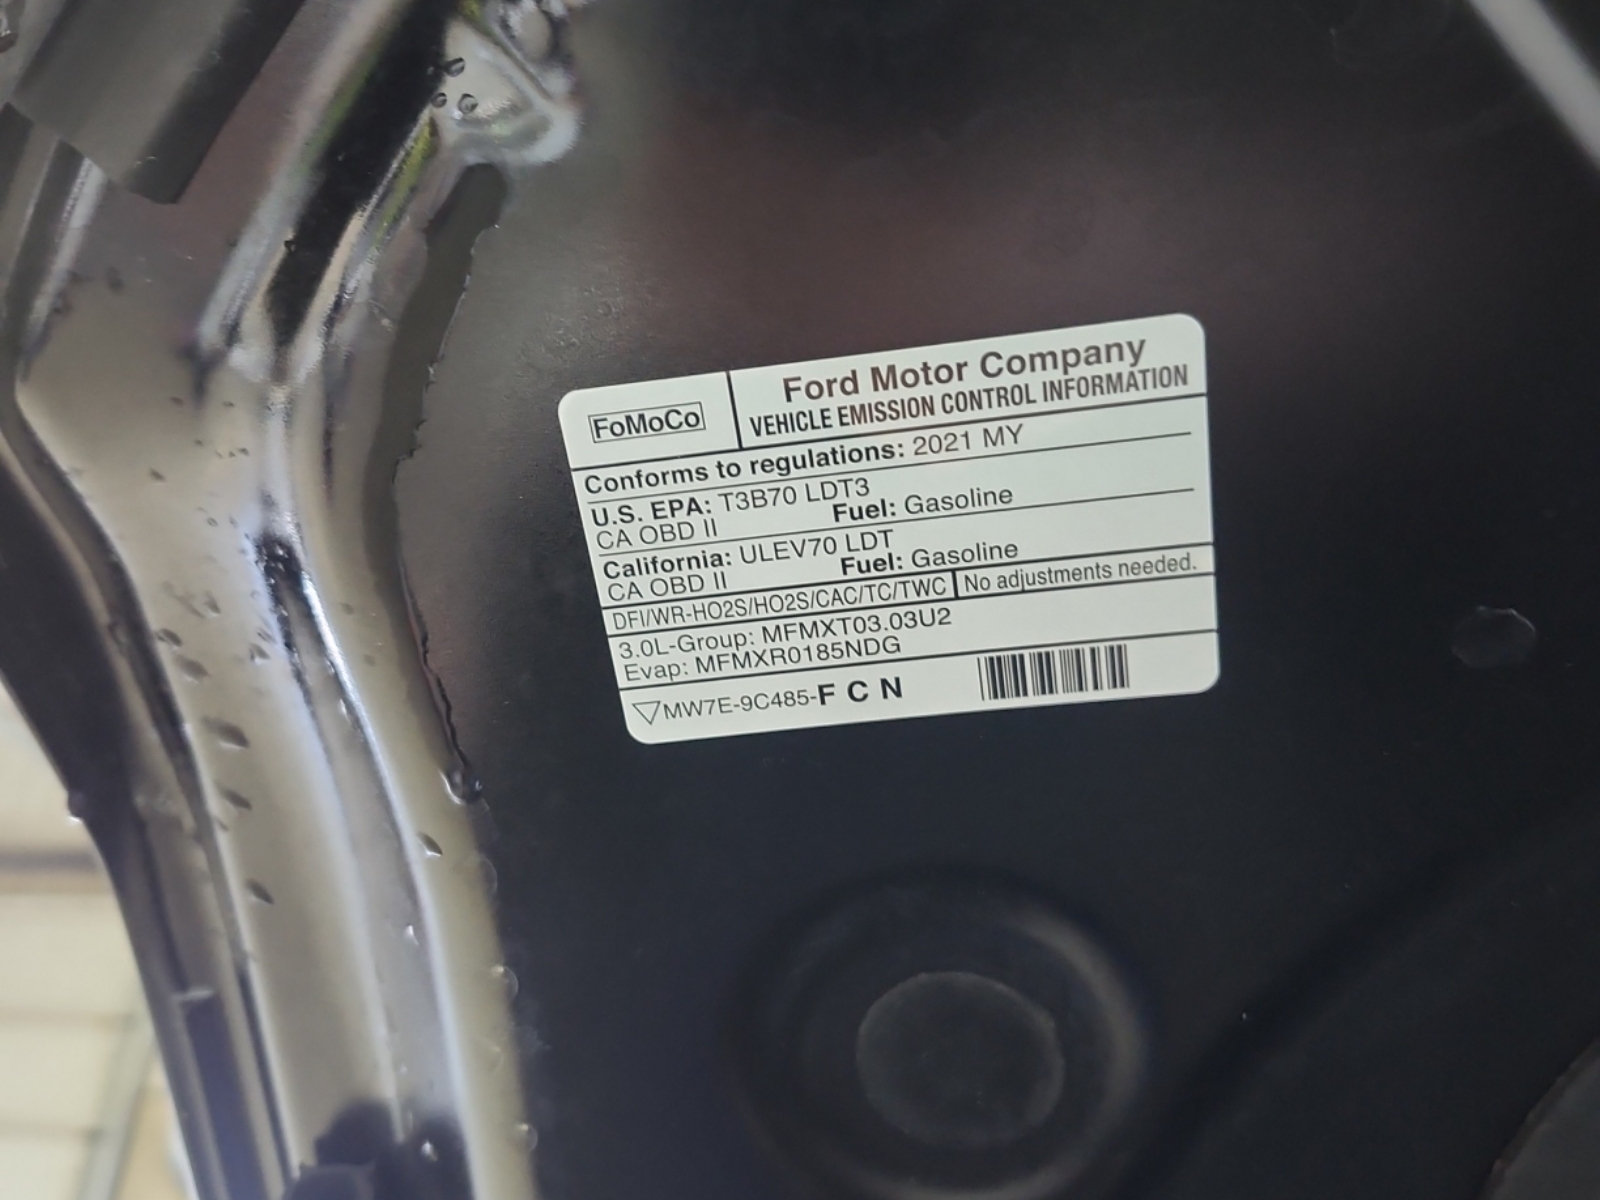 FoMoCo
Ford Motor Company
VEHICLE EMISSION CONTROL INFORMATION
Conforms to regulations: 2021 MY
U.S. EPA: T3B70 LDT3
CA OBD II Fuel: Gasoline
California: ULEV70 LDT
CA OBD II Fuel: Gasoline
DFI/WR-HO2S/HO2S/CAC/TC/TWC No adjustments needed.
3.0L-Group: MFMXT03.03U2
Evap: MFMXR0185NDG
MW7E-9C485-F C N